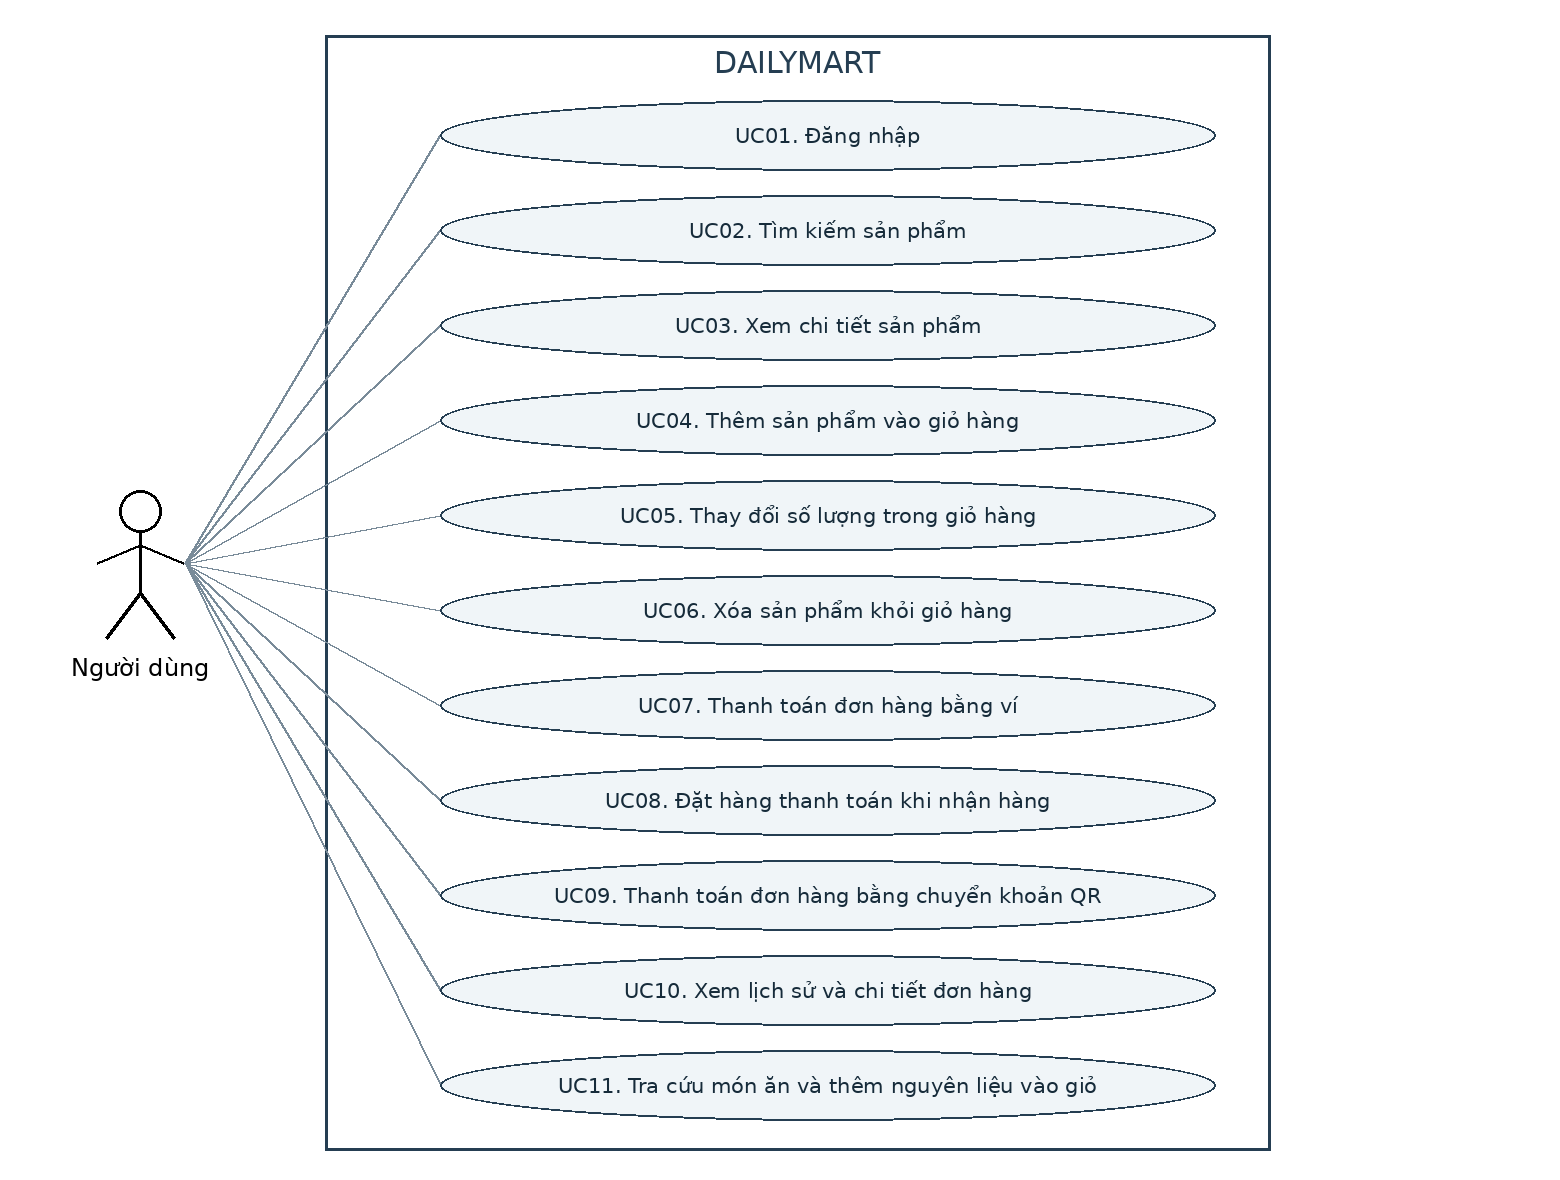 DAILYMART
UC01. Đăng nhập
UC02. Tìm kiếm sản phẩm
UC03. Xem chi tiết sản phẩm
UC04. Thêm sản phẩm vào giỏ hàng
UC05. Thay đổi số lượng trong giỏ hàng
UC06. Xóa sản phẩm khỏi giỏ hàng
Người dùng
UC07. Thanh toán đơn hàng bằng ví
UC08. Đặt hàng thanh toán khi nhận hàng
UC09. Thanh toán đơn hàng bằng chuyển khoản QR
UC10. Xem lịch sử và chi tiết đơn hàng
UC11. Tra cứu món ăn và thêm nguyên liệu vào giỏ